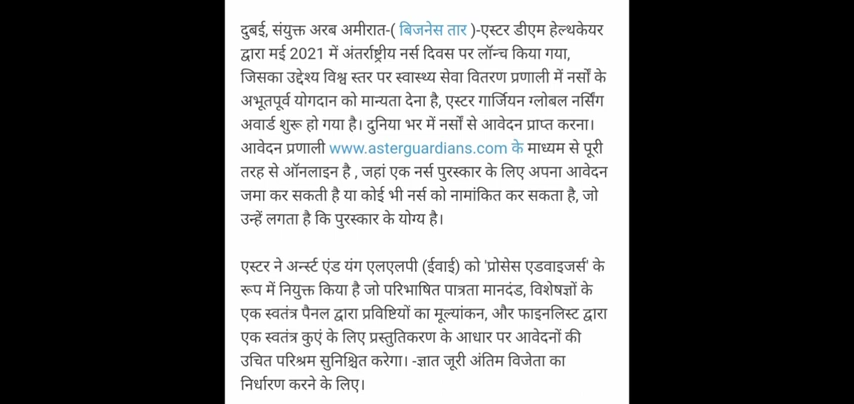 दुबई, संयुक्त अरब अमीरात-( बिजनेस तार )-एस्टर डीएम हेल्थकेयर
द्वारा मई 2021 में अंतर्राष्ट्रीय नर्स दिवस पर लॉन्च किया गया,
जिसका उद्देश्य विश्व स्तर पर स्वास्थ्य सेवा वितरण प्रणाली में नर्सों के
अभूतपूर्व योगदान को मान्यता देना है, एस्टर गार्जियन ग्लोबल नर्सिंग
अवार्ड शुरू हो गया है। दुनिया भर में नर्सों से आवेदन प्राप्त करना।
आवेदन प्रणाली www.asterguardians.com के माध्यम से पूरी
तरह से ऑनलाइन है , जहां एक नर्स पुरस्कार के लिए अपना आवेदन
जमा कर सकती है या कोई भी नर्स को नामांकित कर सकता है, जो
उन्हें लगता है कि पुरस्कार के योग्य है।
एस्टर ने अर्न्स्ट एंड यंग एलएलपी (ईवाई) को 'प्रोसेस एडवाइजर्स' के
रूप में नियुक्त किया है जो परिभाषित पात्रता मानदंड, विशेषज्ञों के
एक स्वतंत्र पैनल द्वारा प्रविष्टियों का मूल्यांकन, और फाइनलिस्ट द्वारा
एक स्वतंत्र कुएं के लिए प्रस्तुतिकरण के आधार पर आवेदनों की
उचित परिश्रम सुनिश्चित करेगा। -ज्ञात जूरी अंतिम विजेता का
निर्धारण करने के लिए।